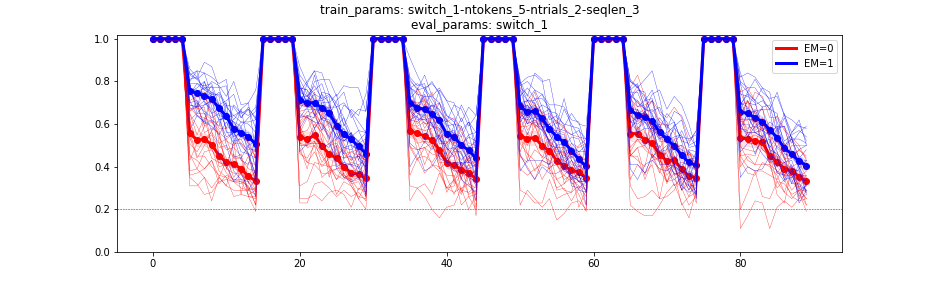 train_params: switch_1-ntokens_5-ntrials_2-seqlen_3
eval_params: switch_1
1.0
0.8
0.6
0.4
0.2
0.0
EM=0
EM=1
0 20 40 60 80